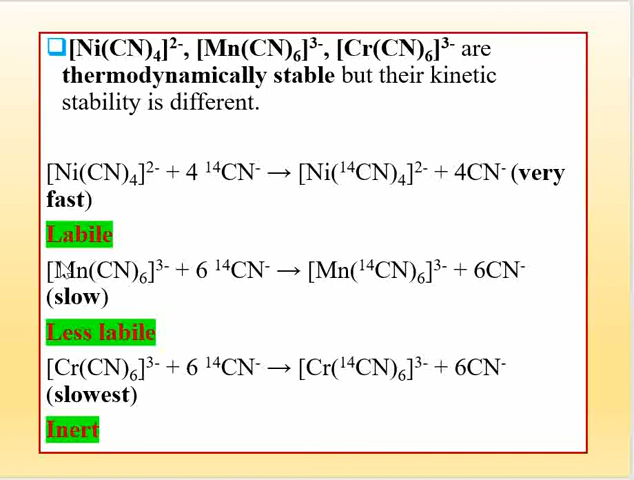 ❑[Ni(CN)₄]²⁻, [Mn(CN)₆]³⁻, [Cr(CN)₆]³⁻ are
thermodynamically stable but their kinetic
stability is different.
[Ni(CN)₄]²⁻ + 4 ¹⁴CN⁻ → [Ni(¹⁴CN)₄]²⁻ + 4CN⁻ (very
fast)
Labile
[Mn(CN)₆]³⁻ + 6 ¹⁴CN⁻ → [Mn(¹⁴CN)₆]³⁻ + 6CN⁻
(slow)
Less labile
[Cr(CN)₆]³⁻ + 6 ¹⁴CN⁻ → [Cr(¹⁴CN)₆]³⁻ + 6CN⁻
(slowest)
Inert